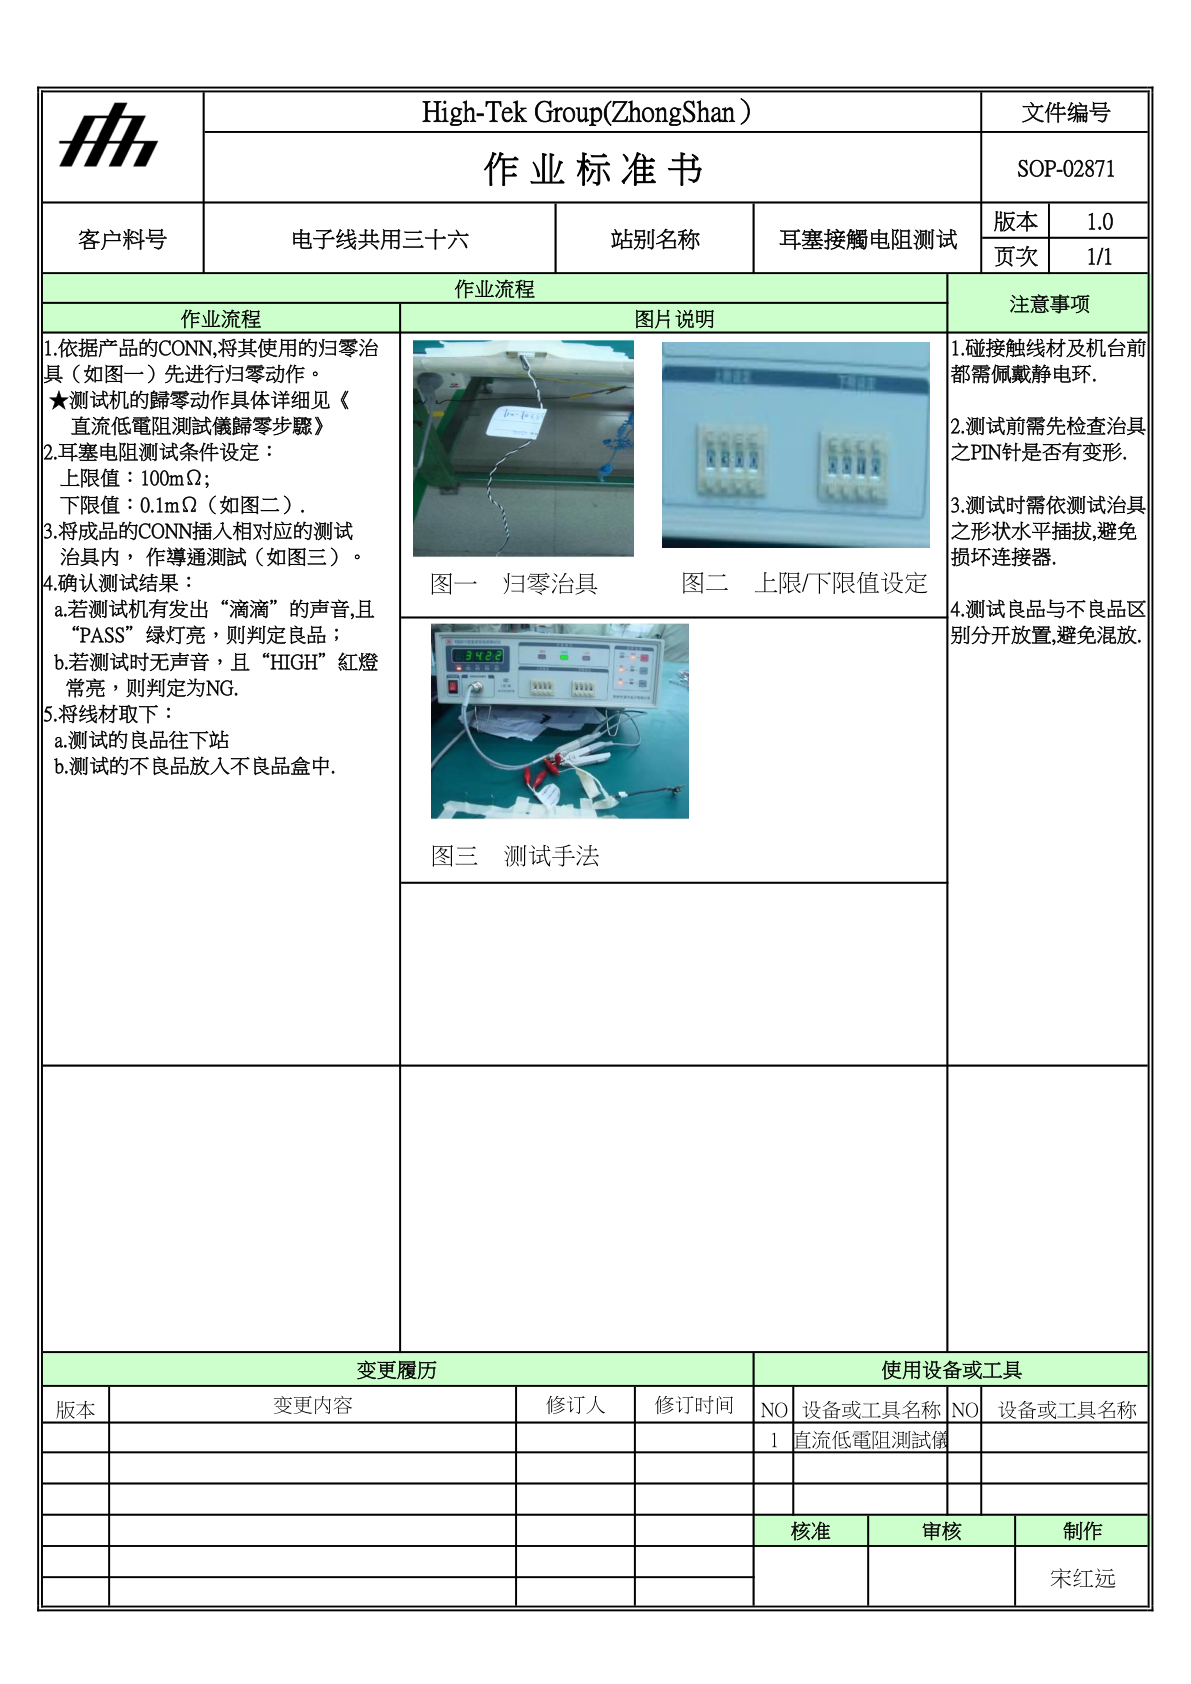 High-Tek Group(ZhongShan）
文件编号
作 业 标 准 书
SOP-02871
客户料号
电子线共用三十六
站别名称
耳塞接觸电阻测试
版本
1.0
页次
1/1
作业流程
注意事项
作业流程
图片说明
1.依据产品的CONN,将其使用的归零治
具（如图一）先进行归零动作。
★测试机的歸零动作具体详细见《
直流低電阻測試儀歸零步驟》
2.耳塞电阻测试条件设定：
上限值：100mΩ;
下限值：0.1mΩ（如图二）.
3.将成品的CONN插入相对应的测试
治具内， 作導通測試（如图三）。
4.确认测试结果：
a.若测试机有发出“滴滴”的声音,且
“PASS”绿灯亮，则判定良品；
b.若测试时无声音，且“HIGH”紅燈
常亮，则判定为NG.
5.将线材取下：
a.测试的良品往下站
b.测试的不良品放入不良品盒中.
图一 归零治具
图二 上限/下限值设定
3422
图三 测试手法
1.碰接触线材及机台前
都需佩戴静电环.
2.测试前需先检查治具
之PIN针是否有变形.
3.测试时需依测试治具
之形状水平插拔,避免
损坏连接器.
4.测试良品与不良品区
别分开放置,避免混放.
变更履历
使用设备或工具
版本
变更内容
修订人
修订时间
NO
设备或工具名称
NO
设备或工具名称
1
直流低電阻測試儀
核准
审核
制作
宋红远